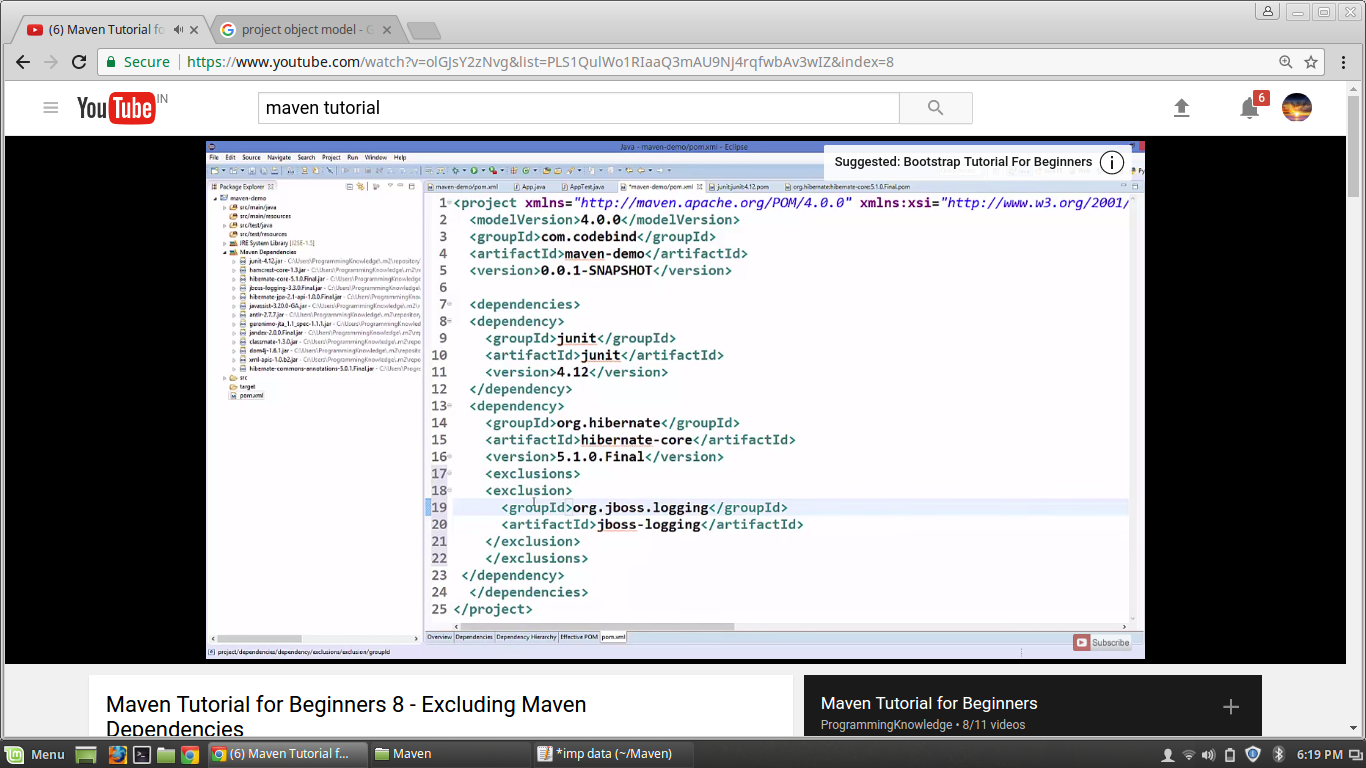 (6) Maven Tutorial fo
project object model - G
Secure
https://www.youtube.com/watch?v=olGJsY2zNvg&list=PLS1QulWo1RIaaQ3mAU9Nj4rqfwbAv3wIZ&index=8
YouTube IN
maven tutorial
6
Java - maven-demo/pom.xml - Eclipse
File Edit Source Navigate Search Project Run Window Help
Suggested: Bootstrap Tutorial For Beginners
Package Explorer
maven-demo/pom.xml
App.java
AppTest.java
*maven-demo/pom.xml
junit:junit:4.12.pom
org.hibernate:hibernate-core:5.1.0.Final.pom
maven-demo
src/main/java
src/main/resources
src/test/java
src/test/resources
JRE System Library [J2SE-1.5]
Maven Dependencies
junit-4.12.jar - C:\Users\ProgrammingKnowledge\.m2\repository
hamcrest-core-1.3.jar - C:\Users\ProgrammingKnowledge\.m2
hibernate-core-5.1.0.Final.jar - C:\Users\ProgrammingKnowle
jboss-logging-3.3.0.Final.jar - C:\Users\ProgrammingKnowled
hibernate-jpa-2.1-api-1.0.0.Final.jar - C:\Users\Programming
javassist-3.20.0-GA.jar - C:\Users\ProgrammingKnowledge\.m
antlr-2.7.7.jar - C:\Users\ProgrammingKnowledge\.m2\reposit
geronimo-jta_1.1_spec-1.1.1.jar - C:\Users\ProgrammingKnow
jandex-2.0.0.Final.jar - C:\Users\ProgrammingKnowledge\.m2
classmate-1.3.0.jar - C:\Users\ProgrammingKnowledge\.m2\re
dom4j-1.6.1.jar - C:\Users\ProgrammingKnowledge\.m2\repo
xml-apis-1.0.b2.jar - C:\Users\ProgrammingKnowledge\.m2\r
hibernate-commons-annotations-5.0.1.Final.jar - C:\Users\Pro
src
target
pom.xml
1 <project xmlns="http://maven.apache.org/POM/4.0.0" xmlns:xsi="http://www.w3.org/2001/
2 <modelVersion>4.0.0</modelVersion>
3 <groupId>com.codebind</groupId>
4 <artifactId>maven-demo</artifactId>
5 <version>0.0.1-SNAPSHOT</version>
6
7 <dependencies>
8 <dependency>
9 <groupId>junit</groupId>
10 <artifactId>junit</artifactId>
11 <version>4.12</version>
12 </dependency>
13 <dependency>
14 <groupId>org.hibernate</groupId>
15 <artifactId>hibernate-core</artifactId>
16 <version>5.1.0.Final</version>
17 <exclusions>
18 <exclusion>
19 <groupId>org.jboss.logging</groupId>
20 <artifactId>jboss-logging</artifactId>
21 </exclusion>
22 </exclusions>
23 </dependency>
24 </dependencies>
25 </project>
Overview Dependencies Dependency Hierarchy Effective POM pom.xml
Subscribe
project/dependencies/dependency/exclusions/exclusion/groupId
Maven Tutorial for Beginners 8 - Excluding Maven
Dependencies
Maven Tutorial for Beginners
ProgrammingKnowledge • 8/11 videos
Menu
(6) Maven Tutorial f...
Maven
*imp data (~/Maven)
6:19 PM